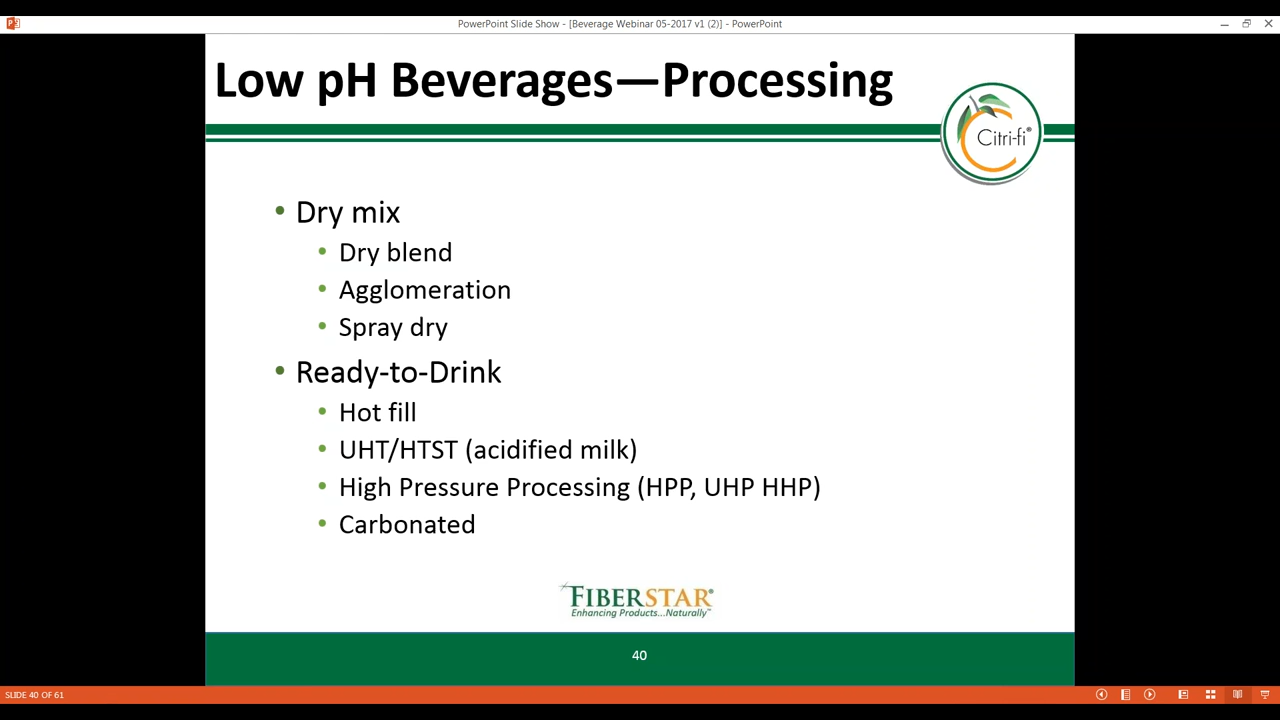 PowerPoint Slide Show - [Beverage Webinar 05-2017 v1 (2)] - PowerPoint
Low pH Beverages—Processing
Citri-fi®
• Dry mix
• Dry blend
• Agglomeration
• Spray dry
• Ready-to-Drink
• Hot fill
• UHT/HTST (acidified milk)
• High Pressure Processing (HPP, UHP HHP)
• Carbonated
FIBERSTAR®
Enhancing Products...Naturally™
40
SLIDE 40 OF 61